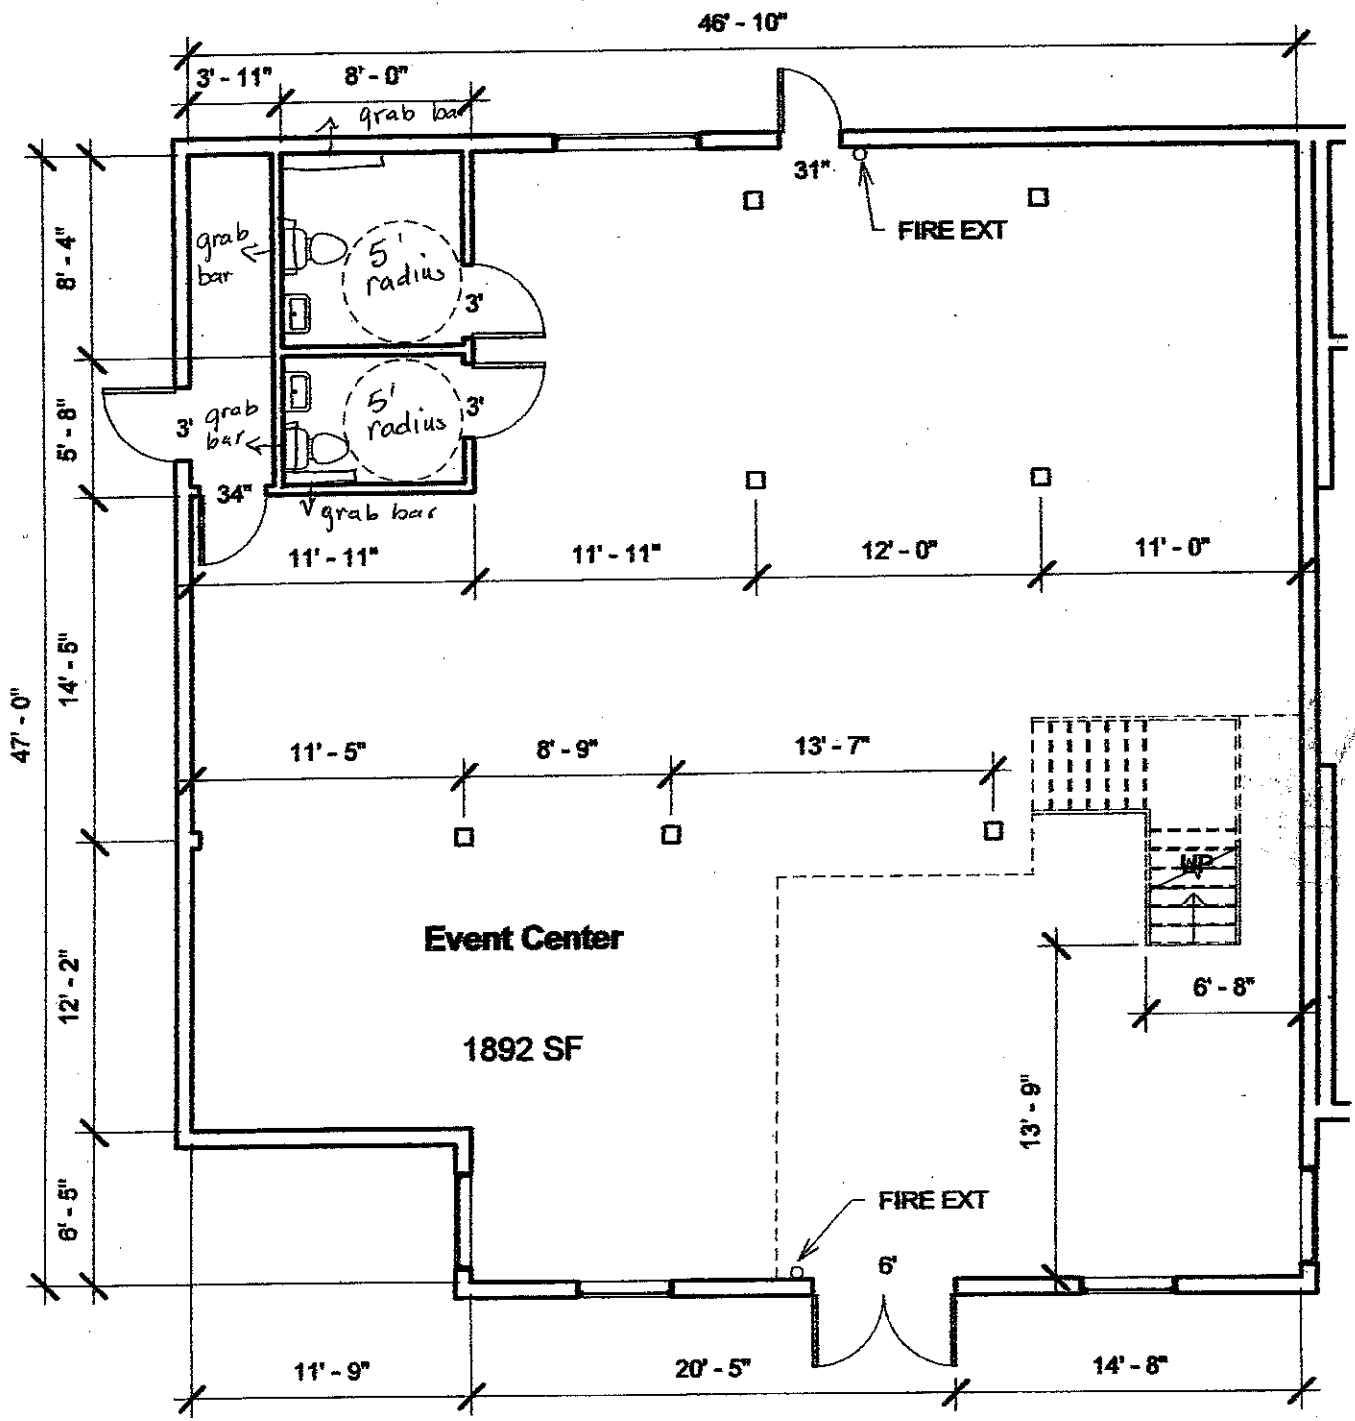 46' - 10"
3' - 11"
8' - 0"
grab bar
31"
FIRE EXT
grab
bar
5'
radius
3'
8' - 4"
5'
radius
3'
3'
grab
bar
5' - 8"
34"
grab bar
11' - 11"
11' - 11"
12' - 0"
11' - 0"
14' - 5"
47' - 0"
11' - 5"
8' - 9"
13' - 7"
UP
Event Center
12' - 2"
6' - 8"
1892 SF
13' - 9"
6' - 5"
FIRE EXT
6'
11' - 9"
20' - 5"
14' - 8"